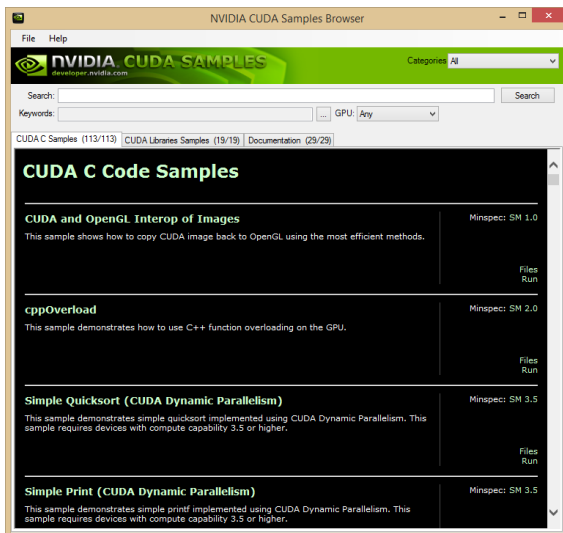 NVIDIA CUDA Samples Browser
File Help
NVIDIA. CUDA SAMPLES
developer.nvidia.com
Categories All
Search:
Search
Keywords:
... GPU: Any
CUDA C Samples (113/113) CUDA Libraries Samples (19/19) Documentation (29/29)
CUDA C Code Samples
CUDA and OpenGL Interop of Images
Minspec: SM 1.0
This sample shows how to copy CUDA image back to OpenGL using the most efficient methods.
Files
Run
cppOverload
Minspec: SM 2.0
This sample demonstrates how to use C++ function overloading on the GPU.
Files
Run
Simple Quicksort (CUDA Dynamic Parallelism)
Minspec: SM 3.5
This sample demonstrates simple quicksort implemented using CUDA Dynamic Parallelism. This
sample requires devices with compute capability 3.5 or higher.
Files
Run
Simple Print (CUDA Dynamic Parallelism)
Minspec: SM 3.5
This sample demonstrates simple printf implemented using CUDA Dynamic Parallelism. This
sample requires devices with compute capability 3.5 or higher.